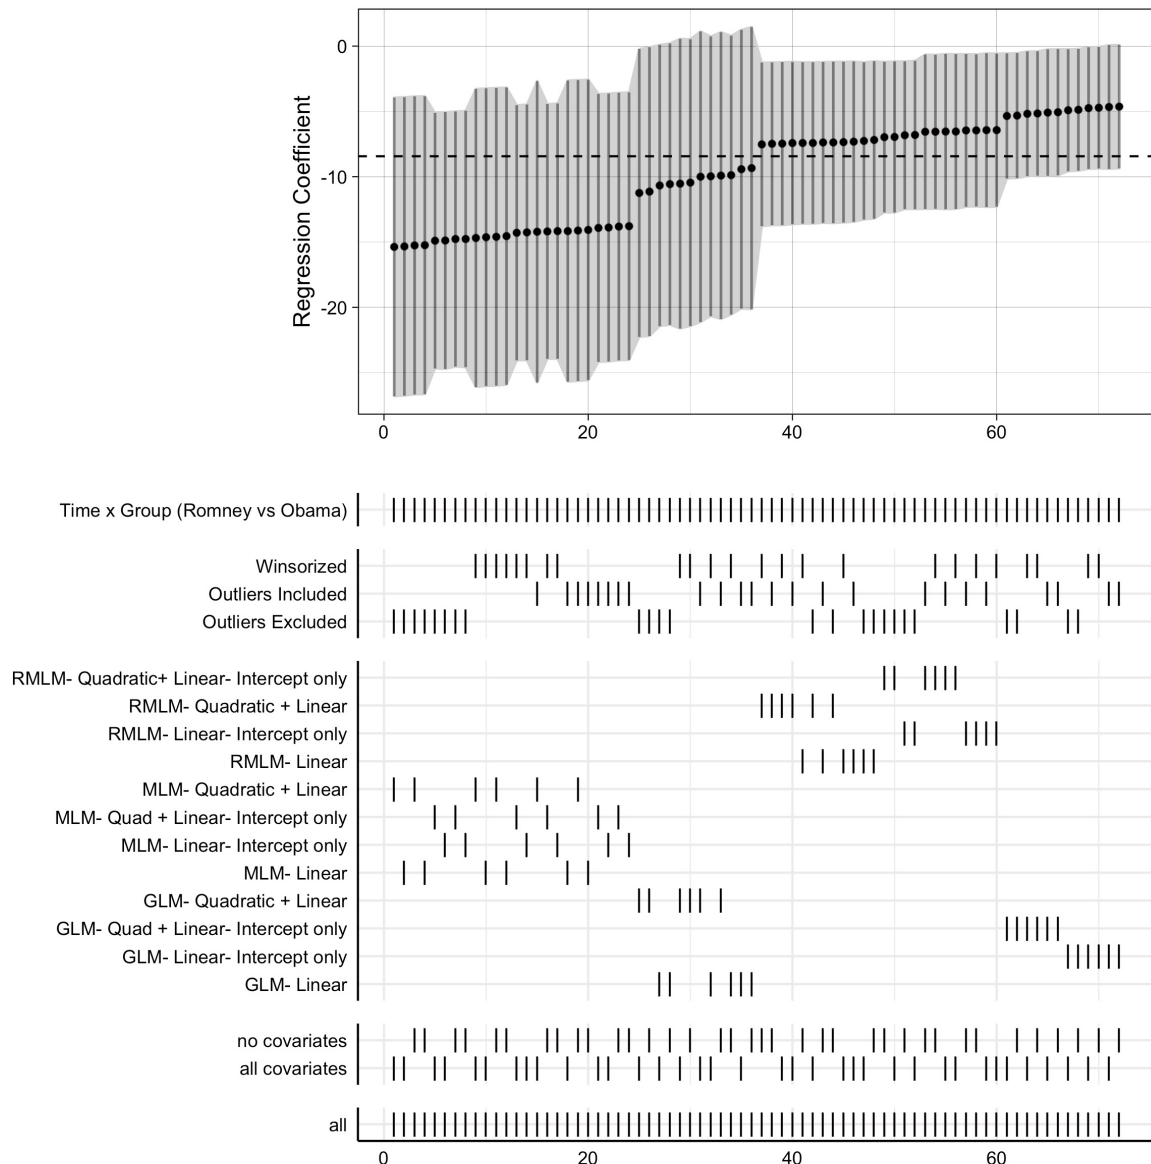 0
-10
-20
Regression Coefficient
0 20 40 60
Time x Group (Romney vs Obama)
Winsorized
Outliers Included
Outliers Excluded
RMLM- Quadratic+ Linear- Intercept only
RMLM- Quadratic + Linear
RMLM- Linear- Intercept only
RMLM- Linear
MLM- Quadratic + Linear
MLM- Quad + Linear- Intercept only
MLM- Linear- Intercept only
MLM- Linear
GLM- Quadratic + Linear
GLM- Quad + Linear- Intercept only
GLM- Linear- Intercept only
GLM- Linear
no covariates
all covariates
all
0 20 40 60